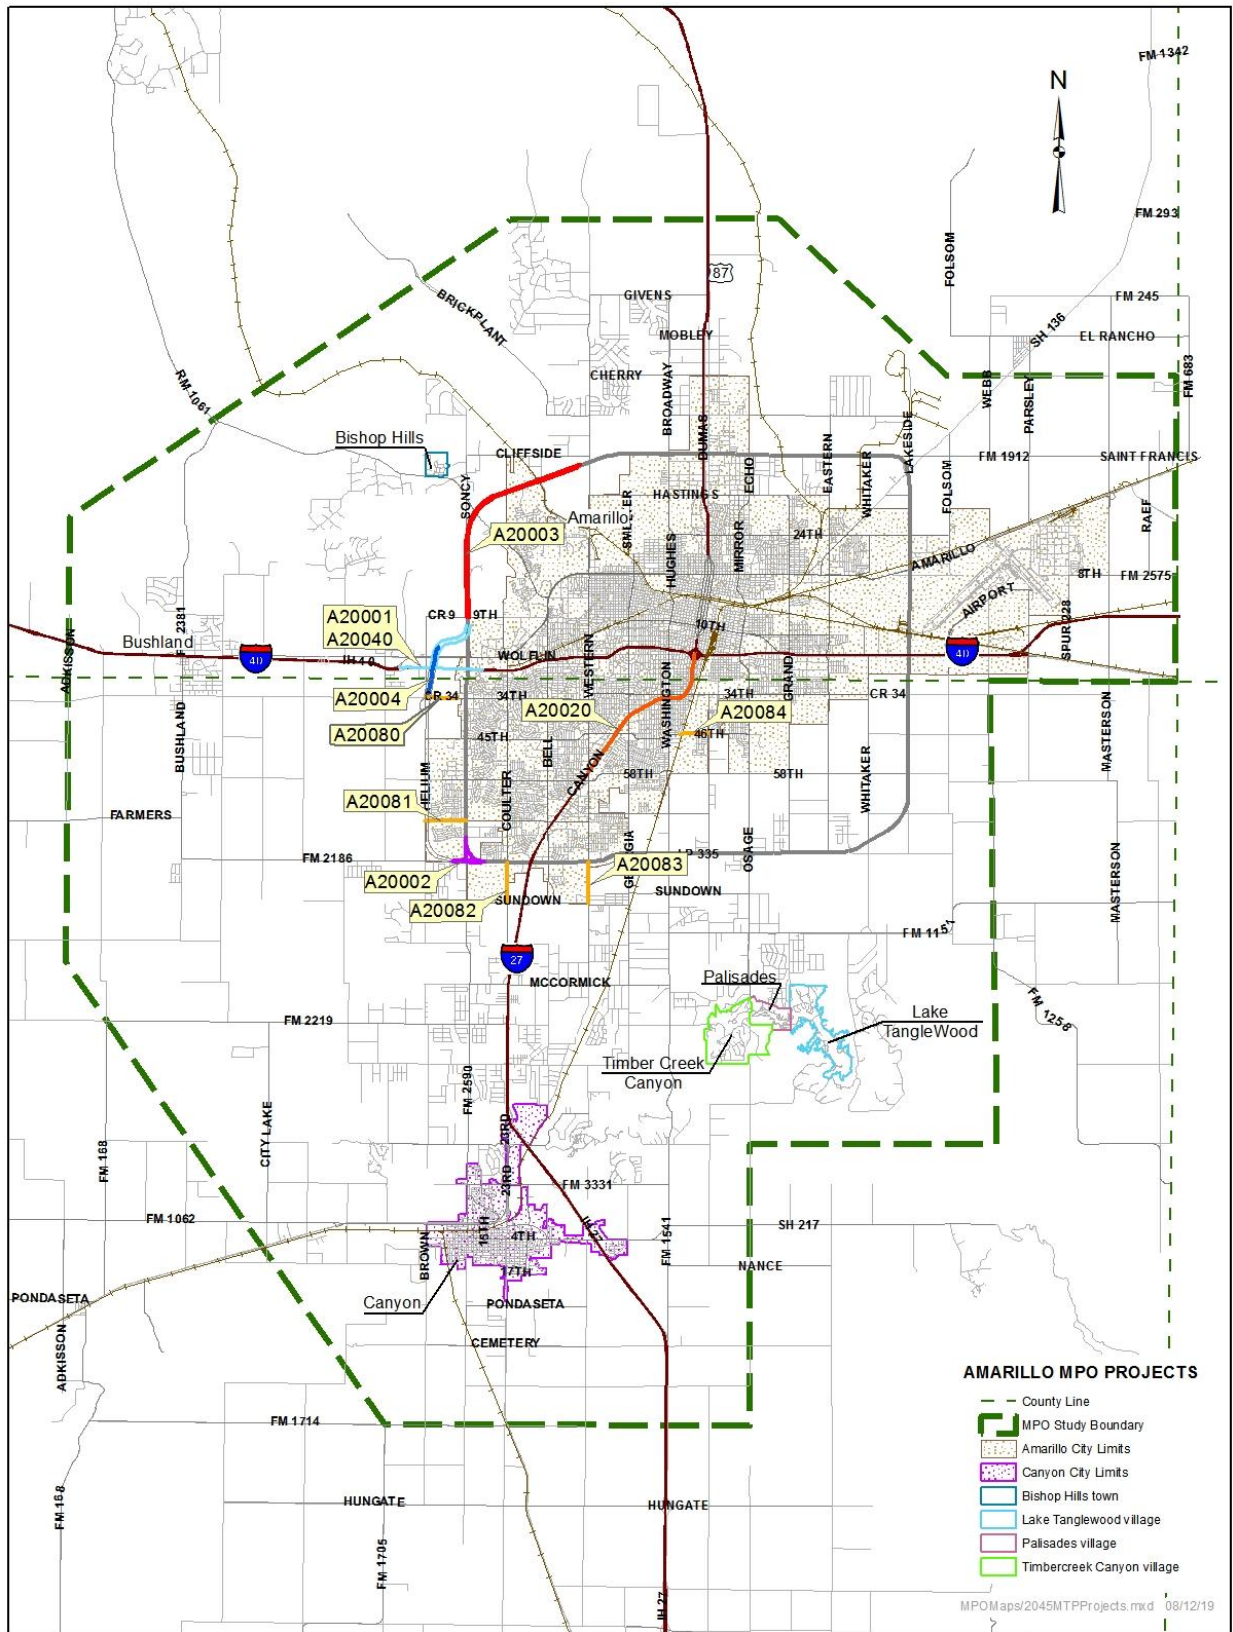 FM 1342
N
FM 293
FOLSOM
87
GIVENS
FM 245
BRICKPLANT
MOBLEY
SH 136
EL RANCHO
CHERRY
BROADWAY
WEBB
PARSLEY
FM 683
RM 1061
DUMAS
LAKESIDE
Bishop Hills
CLIFFSIDE
ECHO
EASTERN
WHITAKER
FOLSOM
FM 1912
SAINT FRANCIS
SONCY
HASTINGS
Amarillo
RAEF
A20003
HUGHES
MIRROR
24TH
AMARILLO
8TH
FM 2575
AIRPORT
A20001
A20040
CR 9
9TH
10TH
SPUR 228
2381
Bushland
40
IH 40
WOLFLIN
WESTERN
40
ADKISSON
A20004
CR 34
34TH
WASHINGTON
34TH
GRAND
CR 34
A20020
A20084
BUSHLAND
A20080
45TH
BELL
46TH
MASTERSON
CANYON
58TH
58TH
WHITAKER
HELIUM
COULTER
A20081
FARMERS
FM 2186
LP 335
OSAGE
A20083
MASTERSON
A20002
SUNDOWN
A20082
SUNDOWN
FM 1151
27
MCCORMICK
Palisades
Lake
TangleWood
FM 1258
FM 2219
Timber Creek
Canyon
FM 2590
CITY LAKE
23RD
FM 168
23RD
FM 3331
FM 1062
15TH
4TH
FM 1541
SH 217
BROWN
17TH
NANCE
PONDASETA
Canyon
PONDASETA
ADKISSON
CEMETERY
AMARILLO MPO PROJECTS
County Line
MPO Study Boundary
FM 1714
Amarillo City Limits
Canyon City Limits
FM 168
HUNGATE
HUNGATE
Bishop Hills town
Lake Tanglewood village
FM 1705
Palisades village
Timbercreek Canyon village
IH 27
MPOMaps/2045MTPProjects.mxd 08/12/19